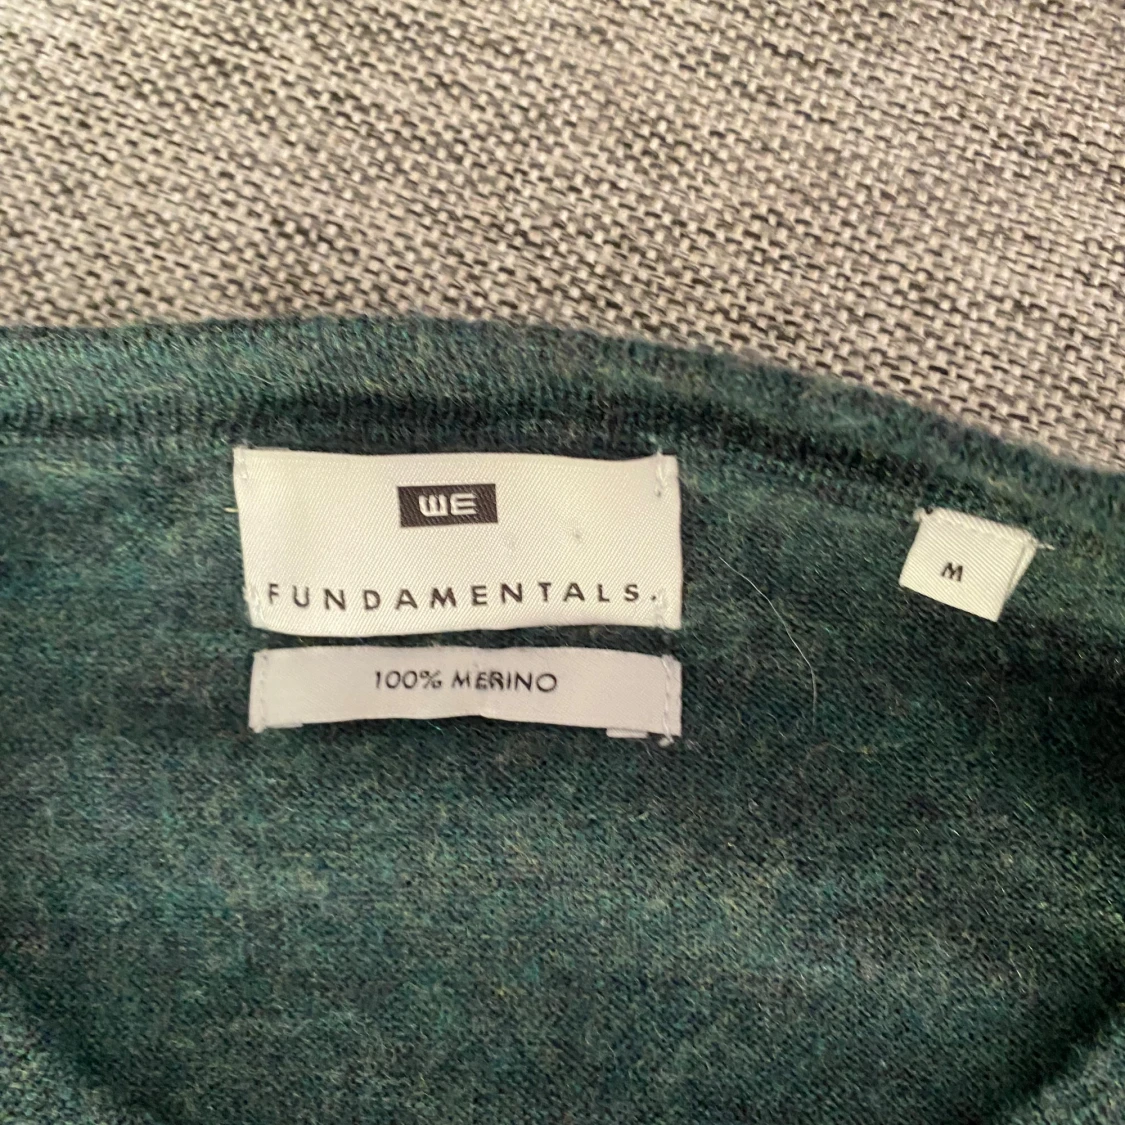 WE
FUNDAMENTALS.
100% MERINO
M